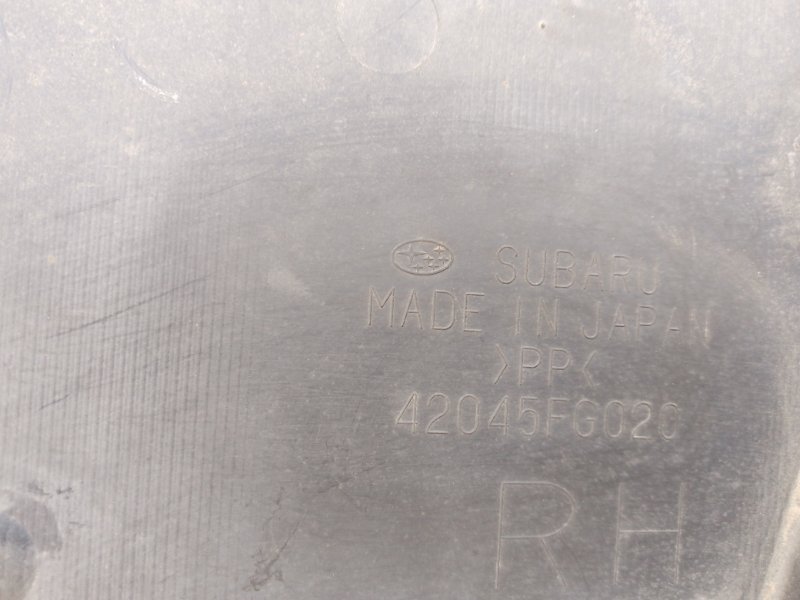 SUBARU
MADE IN JAPAN
>PP<
42045FG020
RH